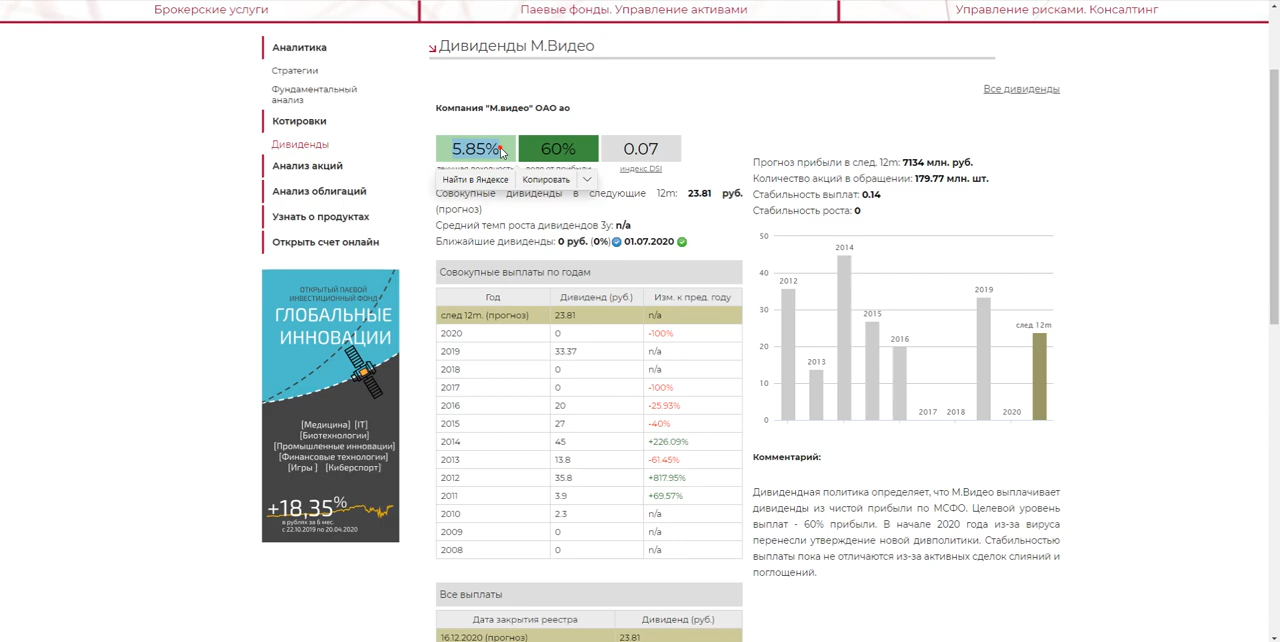 Брокерские услуги
Паевые фонды. Управление активами
Управление рисками. Консалтинг
Аналитика
Стратегии
Фундаментальный
анализ
Котировки
Дивиденды
Анализ акций
Анализ облигаций
Узнать о продуктах
Открыть счет онлайн
ОТКРЫТЫЙ ПАЕВОЙ
ИНВЕСТИЦИОННЫЙ ФОНД
ГЛОБАЛЬНЫЕ
ИННОВАЦИИ
[Медицина] [IT]
[Биотехнологии]
[Промышленные инновации]
[Финансовые технологии]
[Игры ] [Киберспорт]
+18,35%
в рублях за 6 мес.
с 22.10.2019 по 20.04.2020
Дивиденды М.Видео
Все дивиденды
Компания "М.видео" ОАО ао
5.85% 60% 0.07
текущая доходность доля от прибыли индекс DSI
Найти в Яндексе Копировать
Совокупные дивиденды в следующие 12m: 23.81 руб.
(прогноз)
Средний темп роста дивидендов 3y: n/a
Ближайшие дивиденды: 0 руб. (0%) 01.07.2020
Совокупные выплаты по годам
Год Дивиденд (руб.) Изм. к пред. году
след 12m. (прогноз) 23.81 n/a
2020 0 -100%
2019 33.37 n/a
2018 0 n/a
2017 0 -100%
2016 20 -25.93%
2015 27 -40%
2014 45 +226.09%
2013 13.8 -61.45%
2012 35.8 +817.95%
2011 3.9 +69.57%
2010 2.3 n/a
2009 0 n/a
2008 0 n/a
Все выплаты
Дата закрытия реестра Дивиденд (руб.)
16.12.2020 (прогноз) 23.81
Прогноз прибыли в след. 12m: 7134 млн. руб.
Количество акций в обращении: 179.77 млн. шт.
Стабильность выплат: 0.14
Стабильность роста: 0
50
40
30
20
10
0
2012
2013
2014
2015
2016
2017
2018
2019
2020
след 12m
Комментарий:
Дивидендная политика определяет, что М.Видео выплачивает
дивиденды из чистой прибыли по МСФО. Целевой уровень
выплат - 60% прибыли. В начале 2020 года из-за вируса
перенесли утверждение новой дивполитики. Стабильностью
выплаты пока не отличаются из-за активных сделок слияний и
поглощений.